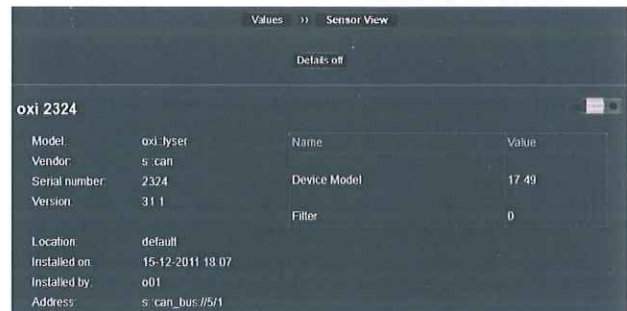 Values ›› Sensor View
Details off
oxi 2324
Model: oxi::lyser
Vendor: s::can
Serial number: 2324
Version: 31.1
Location: default
Installed on: 15-12-2011 18:07
Installed by: o01
Address: s::can_bus://5/1
Name Value
Device Model 17.49
Filter 0